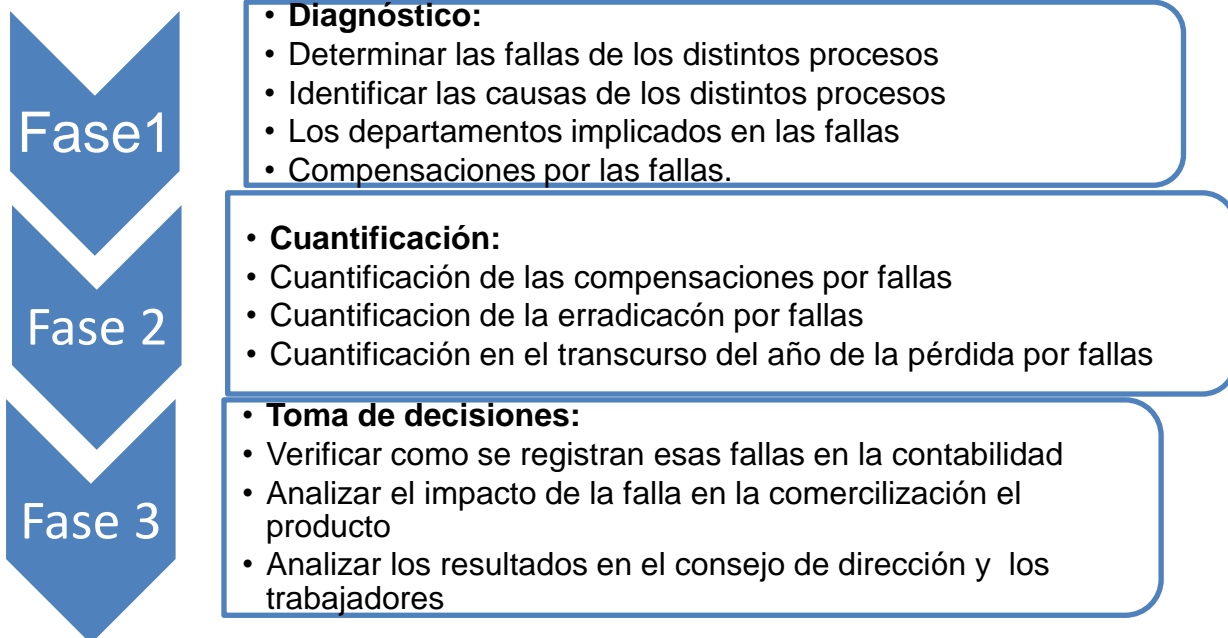 Fase1
• Diagnóstico:
• Determinar las fallas de los distintos procesos
• Identificar las causas de los distintos procesos
• Los departamentos implicados en las fallas
• Compensaciones por las fallas.
Fase 2
• Cuantificación:
• Cuantificación de las compensaciones por fallas
• Cuantificacion de la erradicacón por fallas
• Cuantificación en el transcurso del año de la pérdida por fallas
Fase 3
• Toma de decisiones:
• Verificar como se registran esas fallas en la contabilidad
• Analizar el impacto de la falla en la comercilización el
producto
• Analizar los resultados en el consejo de dirección y los
trabajadores